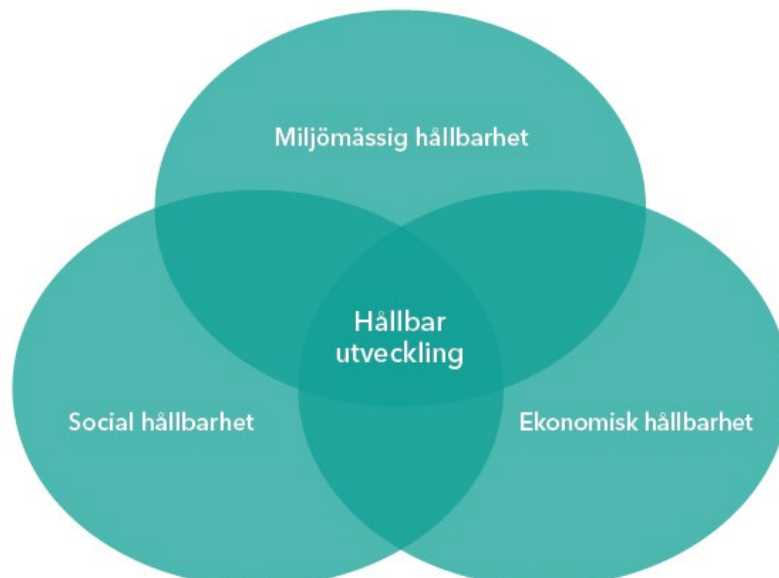 Miljömässig hållbarhet
Hållbar
utveckling
Social hållbarhet
Ekonomisk hållbarhet